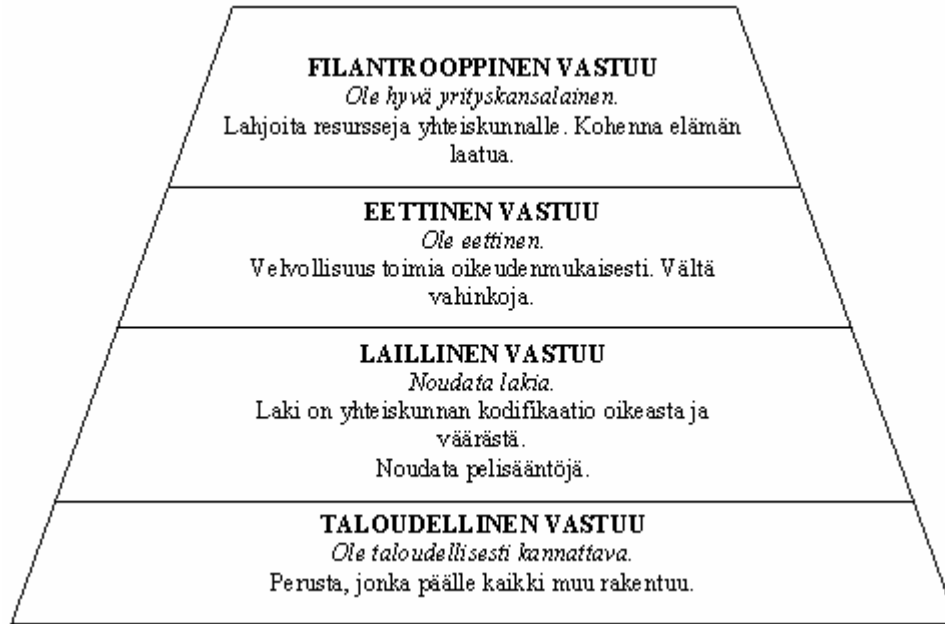 FILANTROOPPINEN VASTUU
Ole hyvä yrityskansalainen.
Lahjoita resursseja yhteiskunnalle. Kohenna elämän
laatua.
EETTINEN VASTUU
Ole eettinen.
Velvollisuus toimia oikeudenmukaisesti. Vältä
vahinkoja.
LAILLINEN VASTUU
Noudata lakia.
Laki on yhteiskunnan kodifikaatio oikeasta ja
väärästä.
Noudata pelisääntöjä.
TALOUDELLINEN VASTUU
Ole taloudellisesti kannattava.
Perusta, jonka päälle kaikki muu rakentuu.